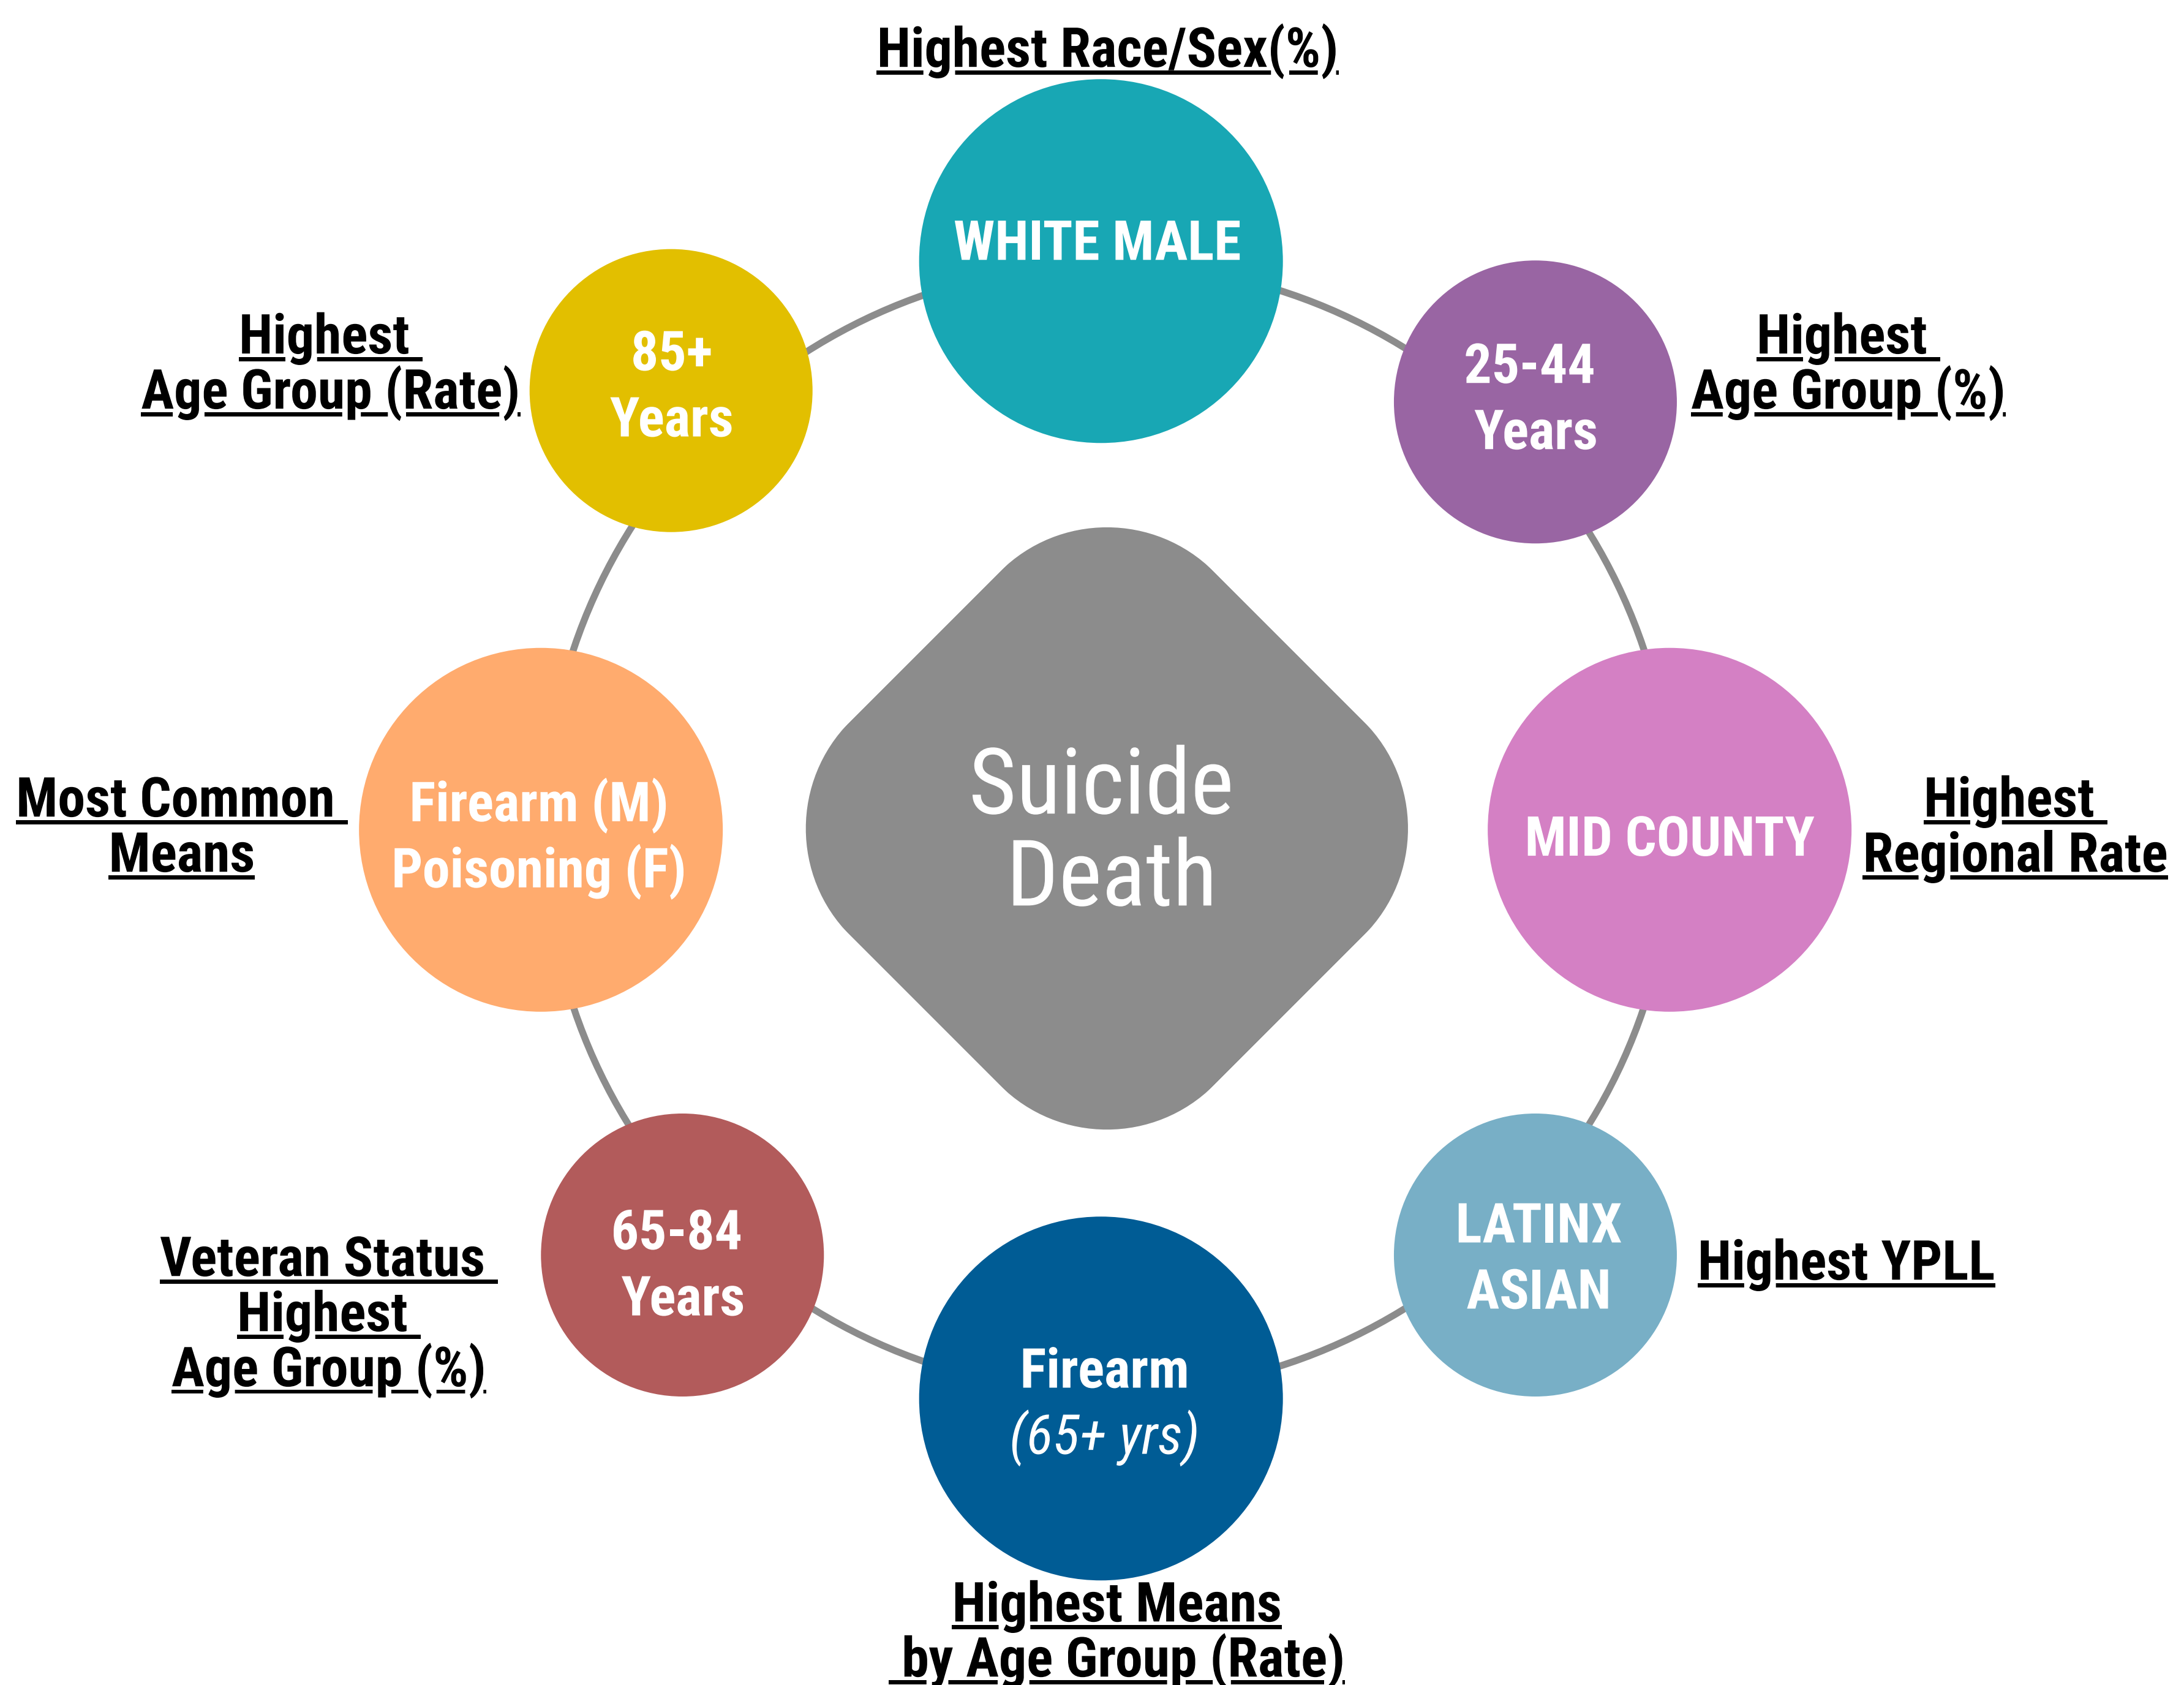 Highest Race/Sex(%)
WHITE MALE
Highest
Age Group (%)
25-44
Years
Highest
Regional Rate
MID COUNTY
Highest YPLL
LATINX
ASIAN
Firearm
(65+ yrs)
Highest Means
by Age Group (Rate)
Veteran Status
Highest
Age Group (%)
65-84
Years
Most Common
Means
Firearm (M)
Poisoning (F)
Highest
Age Group (Rate)
85+
Years
Suicide
Death